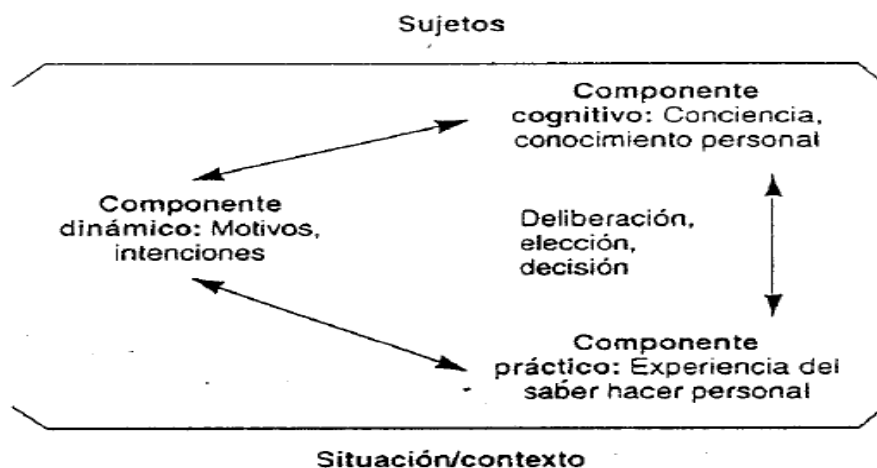 Sujetos
Componente
cognitivo: Conciencia,
conocimiento personal
Componente
dinámico: Motivos,
intenciones
Deliberación,
elección,
decisión
Componente
práctico: Experiencia del
saber hacer personal
Situación/contexto